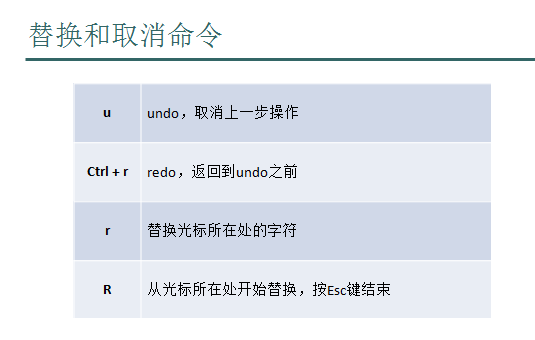 替换和取消命令
u undo，取消上一步操作
Ctrl + r redo，返回到undo之前
r 替换光标所在处的字符
R 从光标所在处开始替换，按Esc键结束